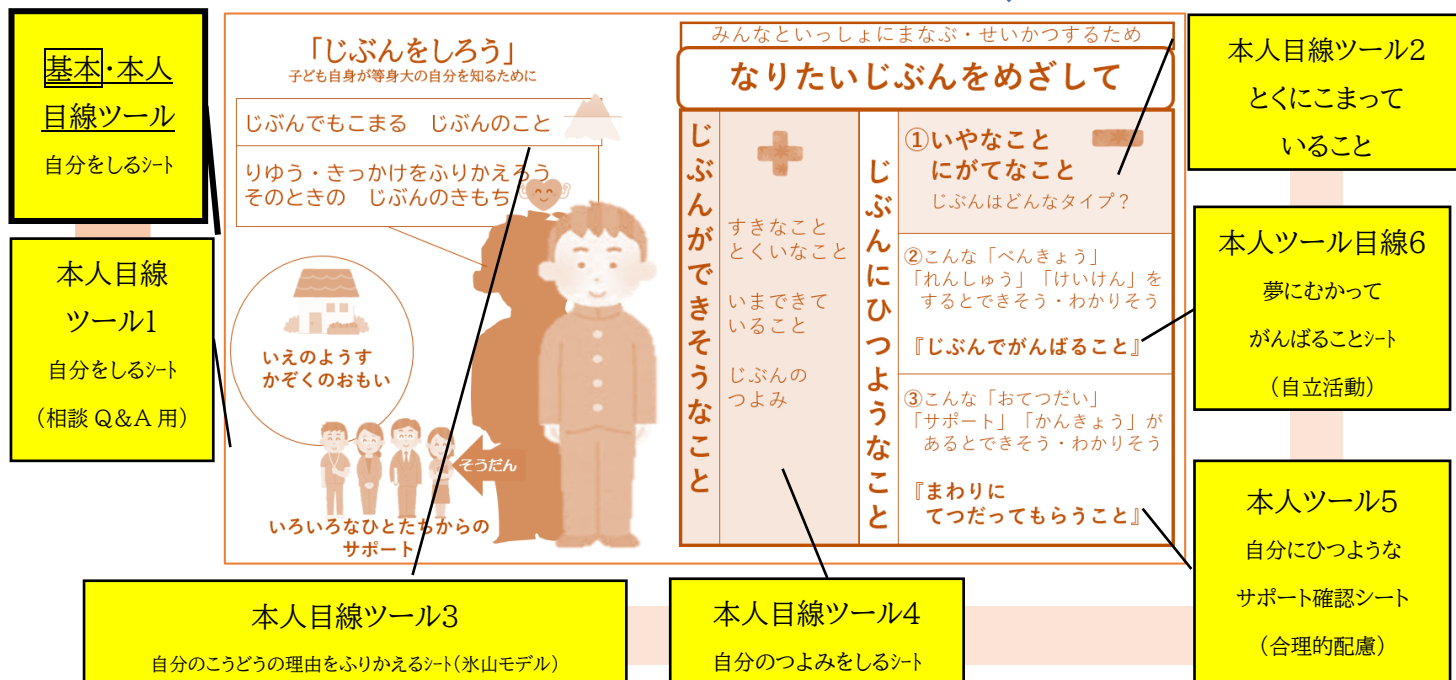 基本・本人
目線ツール
自分をしるシート
本人目線
ツール1
自分をしるシート
(相談Q&A用)
「じぶんをしろう」
子ども自身が等身大の自分を知るために
じぶんでもこまる じぶんのこと
りゆう・きっかけをふりかえろう
そのときの じぶんのきもち
いえのようす
かぞくのおもい
そうだん
いろいろなひとたちからの
サポート
みんなといっしょにまなぶ・せいかつするため
なりたいじぶんをめざして
じぶんができそうなこと
すきなこと
とくいなこと
いまできて
いること
じぶんの
つよみ
じぶんにひつようなこと
①いやなこと
にがてなこと
じぶんはどんなタイプ?
②こんな「べんきょう」
「れんしゅう」「けいけん」を
するとできそう・わかりそう
『じぶんでがんばること』
③こんな「おてつだい」
「サポート」「かんきょう」が
あるとできそう・わかりそう
『まわりに
てつだってもらうこと』
本人目線ツール2
とくにこまって
いること
本人ツール目線6
夢にむかって
がんばることシート
(自立活動)
本人ツール5
自分にひつような
サポート確認シート
(合理的配慮)
本人目線ツール3
自分のこうどうの理由をふりかえるシート(氷山モデル)
本人目線ツール4
自分のつよみをしるシート